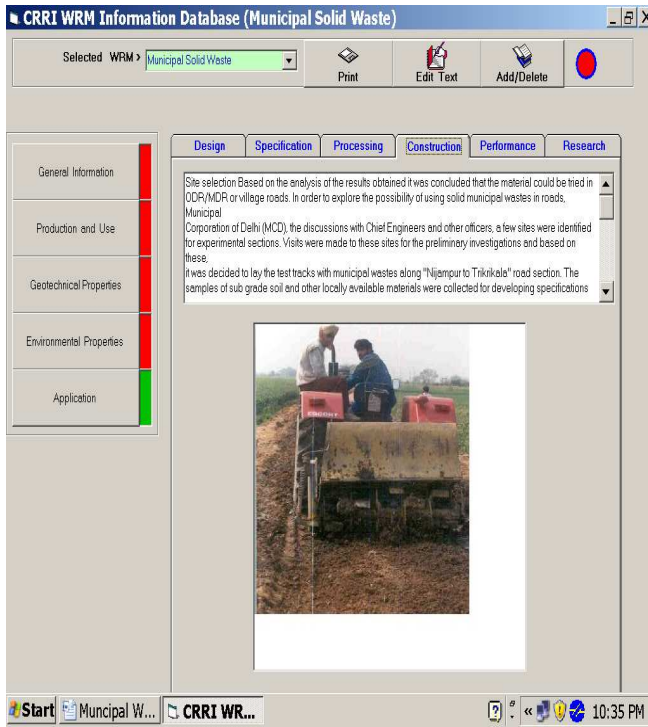 CRRI WRM Information Database (Municipal Solid Waste)
Selected WRM > Municipal Solid Waste
Print
Edit Text
Add/Delete
Design Specification Processing Construction Performance Research
General Information
Production and Use
Geotechnical Properties
Environmental Properties
Application
Site selection Based on the analysis of the results obtained it was concluded that the material could be tried in
ODR/MDR or village roads. In order to explore the possibility of using solid municipal wastes in roads,
Municipal
Corporation of Delhi (MCD), the discussions with Chief Engineers and other officers, a few sites were identified
for experimental sections. Visits were made to these sites for the preliminary investigations and based on
these,
it was decided to lay the test tracks with municipal wastes along "Nijampur to Trikrikala" road section. The
samples of sub grade soil and other locally available materials were collected for developing specifications
ESCORT
Start Muncipal W... CRRI WR... 10:35 PM